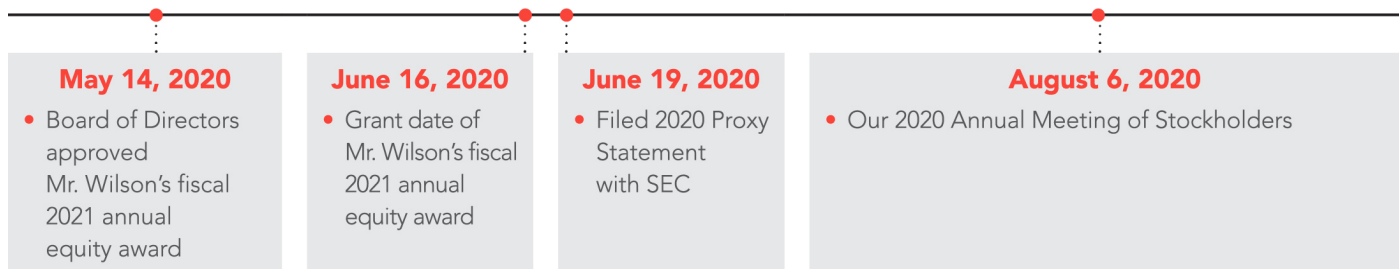 May 14, 2020
• Board of Directors
approved
Mr. Wilson’s fiscal
2021 annual
equity award
June 16, 2020
• Grant date of
Mr. Wilson’s fiscal
2021 annual
equity award
June 19, 2020
• Filed 2020 Proxy
Statement
with SEC
August 6, 2020
• Our 2020 Annual Meeting of Stockholders